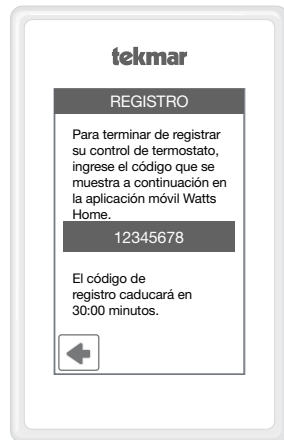 tekmar
REGISTRO
Para terminar de registrar
su control de termostato,
ingrese el código que se
muestra a continuación en
la aplicación móvil Watts
Home.
12345678
El código de
registro caducará en
30:00 minutos.